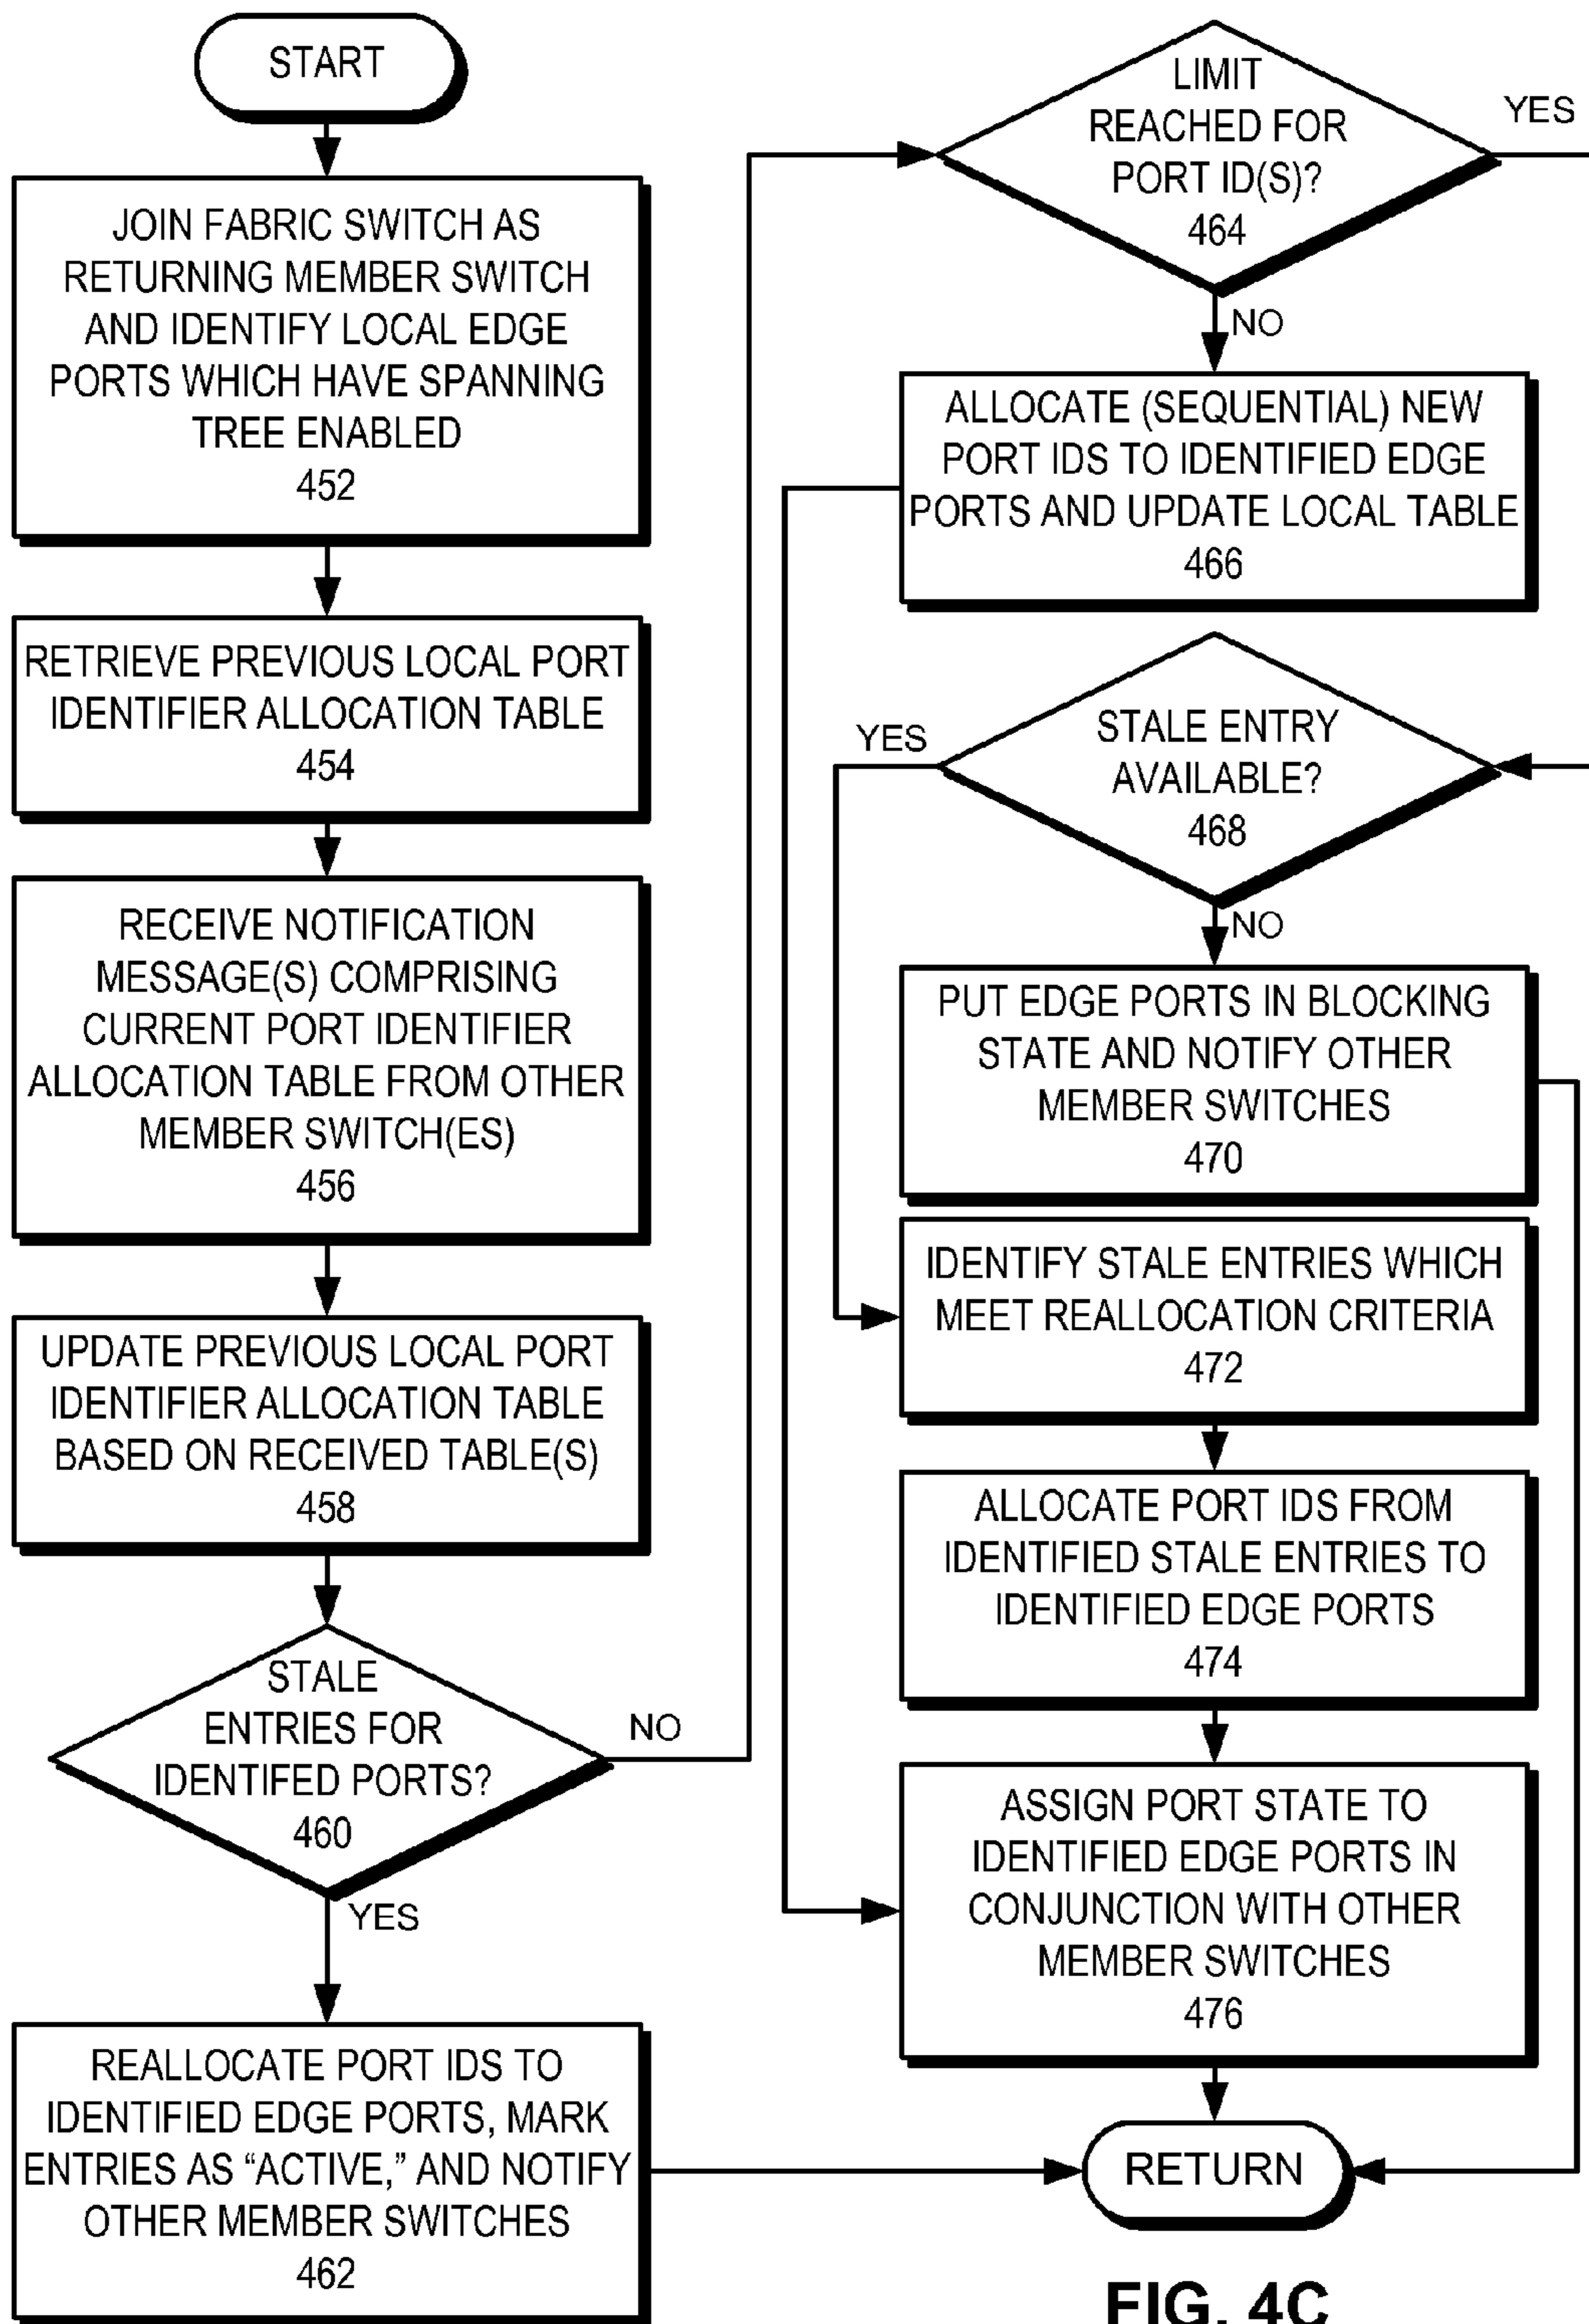 START
JOIN FABRIC SWITCH AS
RETURNING MEMBER SWITCH
AND IDENTIFY LOCAL EDGE
PORTS WHICH HAVE SPANNING
TREE ENABLED
452
RETRIEVE PREVIOUS LOCAL PORT
IDENTIFIER ALLOCATION TABLE
454
RECEIVE NOTIFICATION
MESSAGE(S) COMPRISING
CURRENT PORT IDENTIFIER
ALLOCATION TABLE FROM OTHER
MEMBER SWITCH(ES)
456
UPDATE PREVIOUS LOCAL PORT
IDENTIFIER ALLOCATION TABLE
BASED ON RECEIVED TABLE(S)
458
STALE
ENTRIES FOR
IDENTIFED PORTS?
460
NO
YES
REALLOCATE PORT IDS TO
IDENTIFIED EDGE PORTS, MARK
ENTRIES AS “ACTIVE,” AND NOTIFY
OTHER MEMBER SWITCHES
462
LIMIT
REACHED FOR
PORT ID(S)?
464
YES
NO
ALLOCATE (SEQUENTIAL) NEW
PORT IDS TO IDENTIFIED EDGE
PORTS AND UPDATE LOCAL TABLE
466
STALE ENTRY
AVAILABLE?
468
YES
NO
PUT EDGE PORTS IN BLOCKING
STATE AND NOTIFY OTHER
MEMBER SWITCHES
470
IDENTIFY STALE ENTRIES WHICH
MEET REALLOCATION CRITERIA
472
ALLOCATE PORT IDS FROM
IDENTIFIED STALE ENTRIES TO
IDENTIFIED EDGE PORTS
474
ASSIGN PORT STATE TO
IDENTIFIED EDGE PORTS IN
CONJUNCTION WITH OTHER
MEMBER SWITCHES
476
RETURN
FIG. 4C